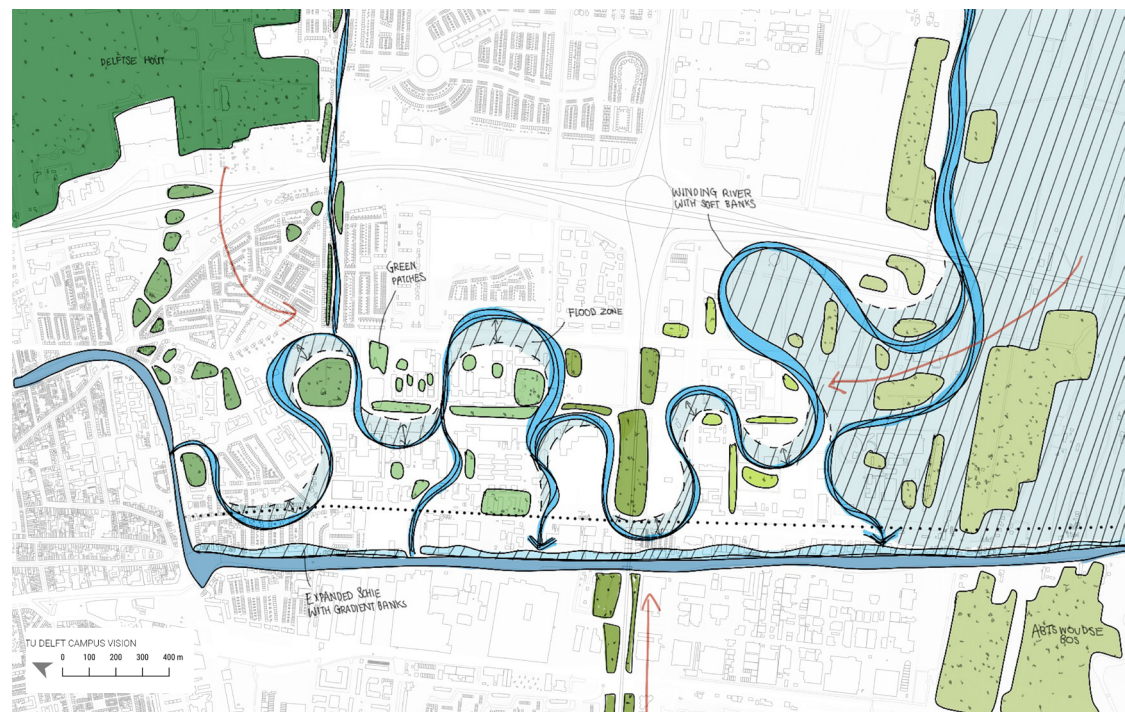 DELFTSE HOUT
WINDING RIVER
WITH SOFT BANKS
GREEN
PATCHES
FLOOD ZONE
EXPANDED SCHIE
WITH GRADIENT BANKS
ABTSWOUDSE
BOS
TU DELFT CAMPUS VISION
0 100 200 300 400 m